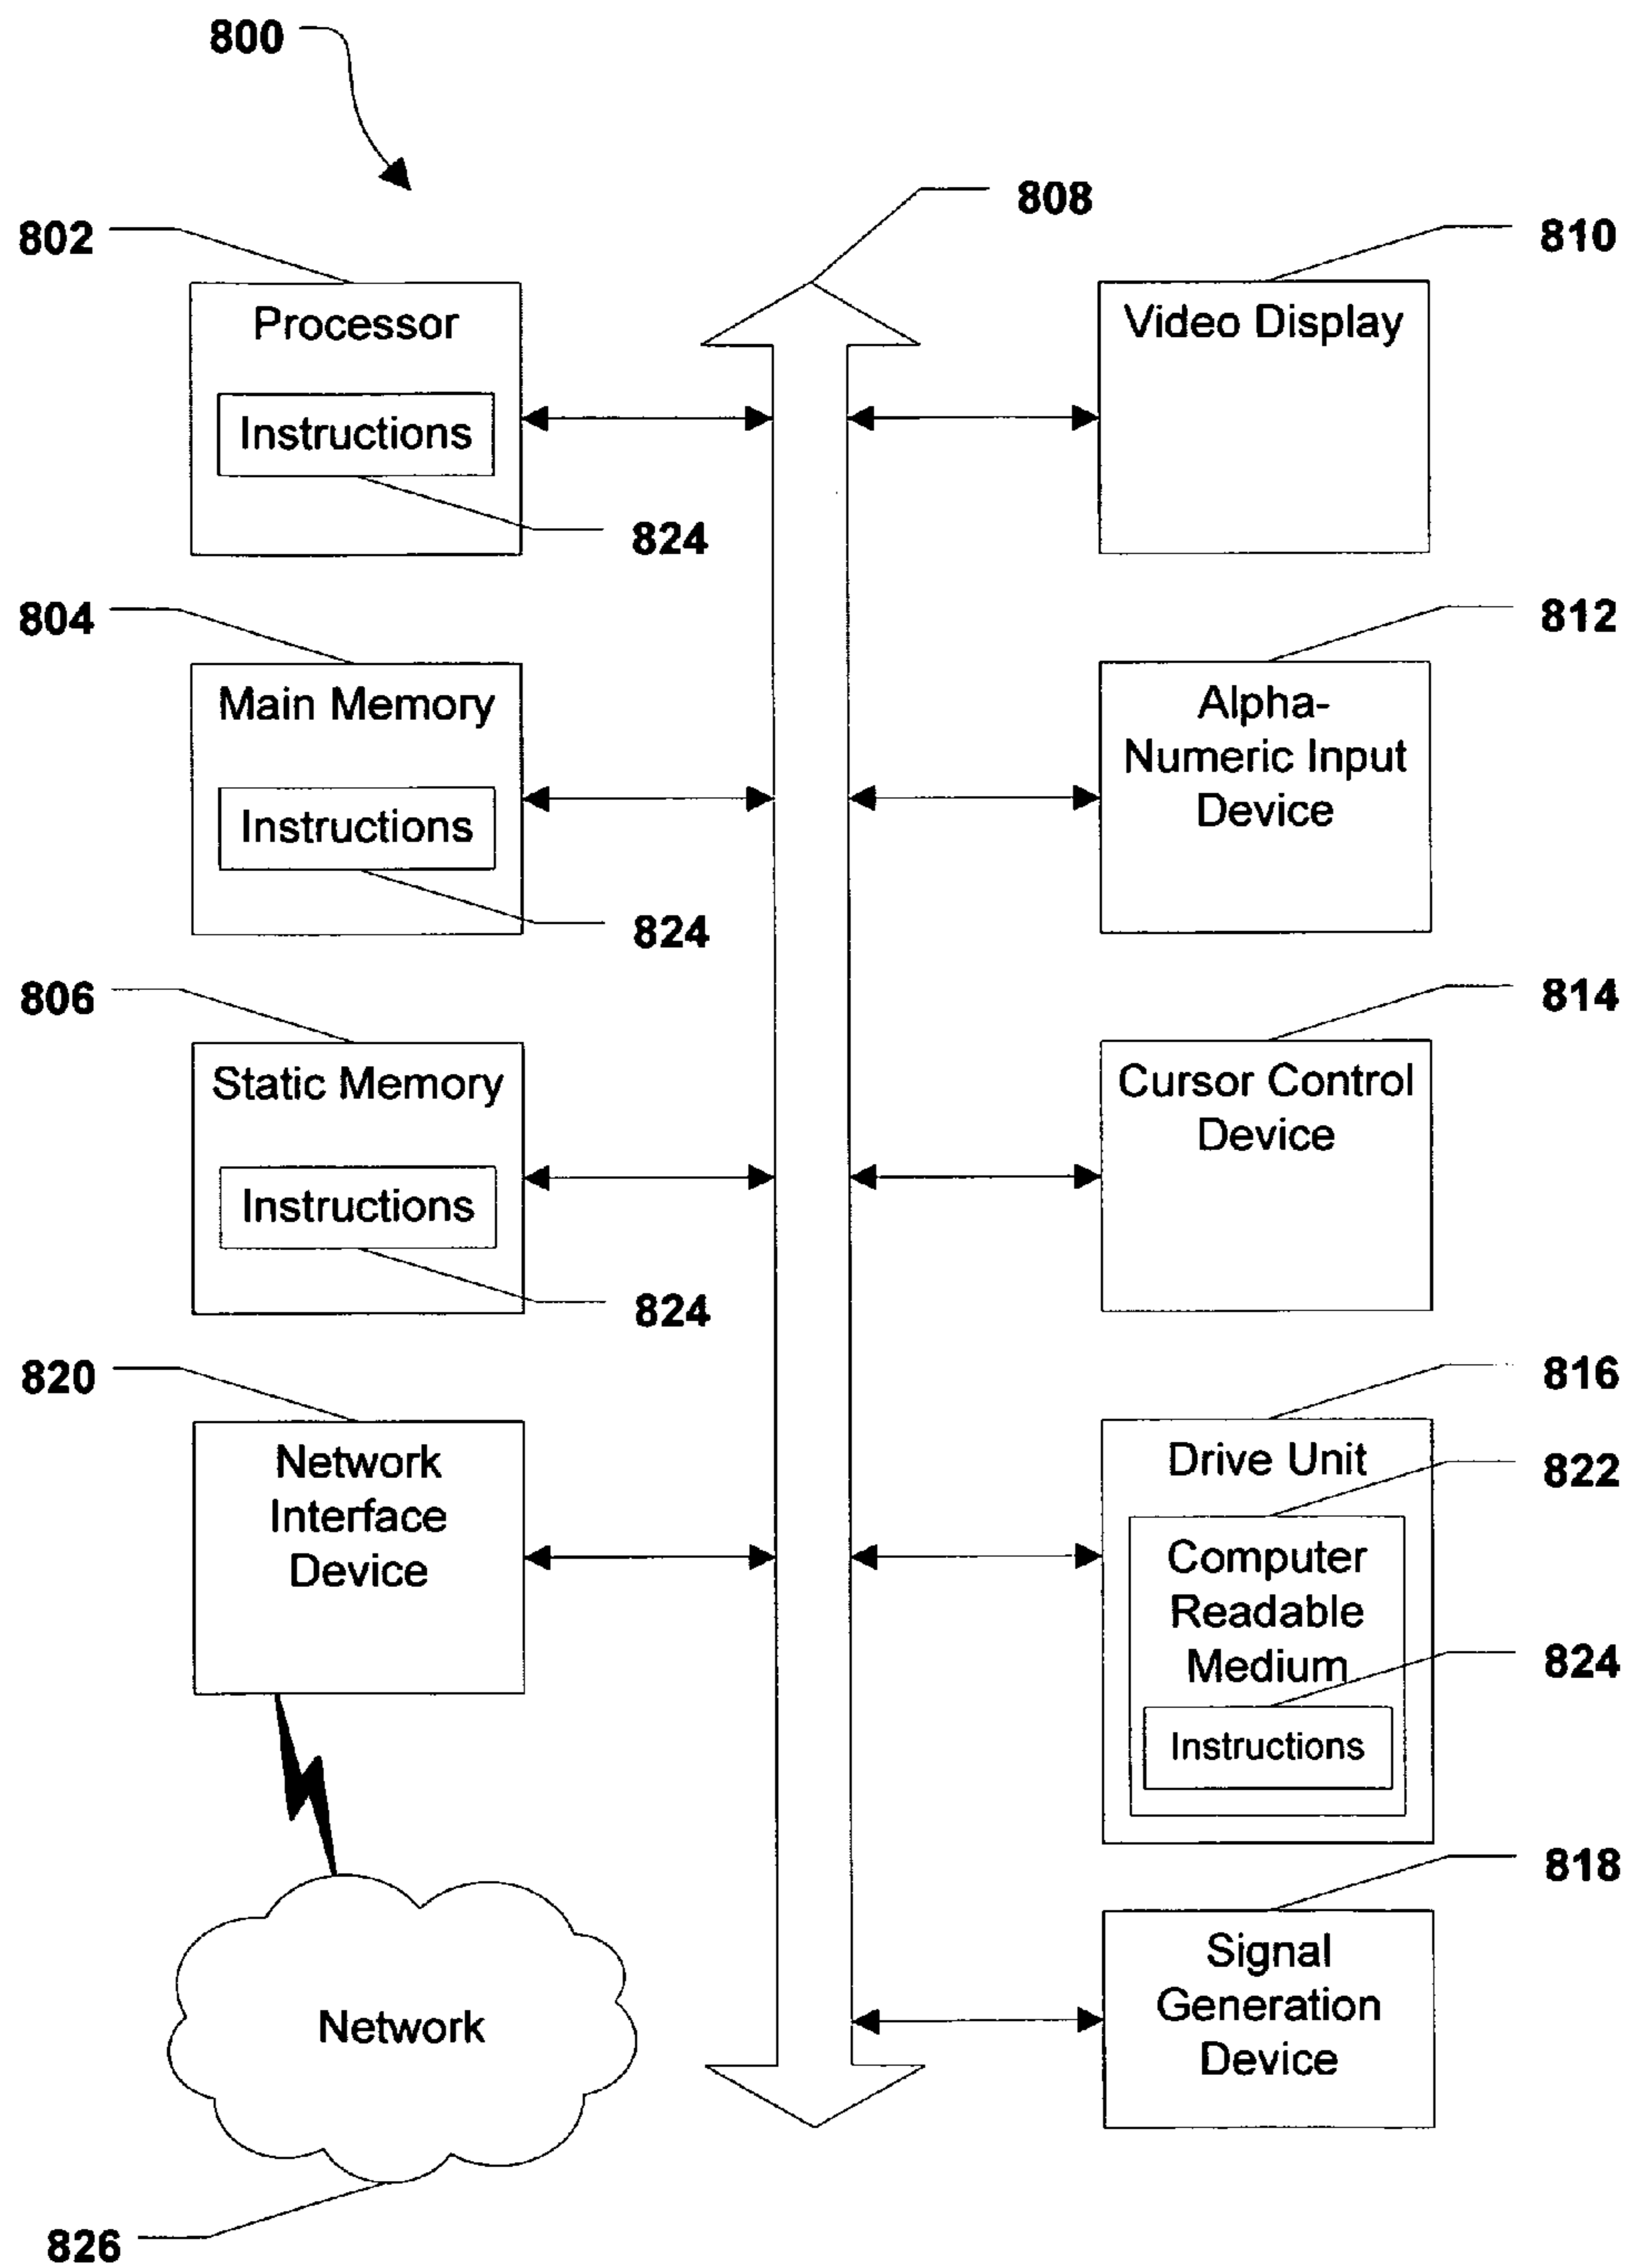 800
808
802
Processor
Instructions
824
810
Video Display
804
Main Memory
Instructions
824
812
Alpha-
Numeric Input
Device
806
Static Memory
Instructions
824
814
Cursor Control
Device
820
Network
Interface
Device
816
Drive Unit
822
Computer
Readable
Medium
824
Instructions
818
Signal
Generation
Device
Network
826